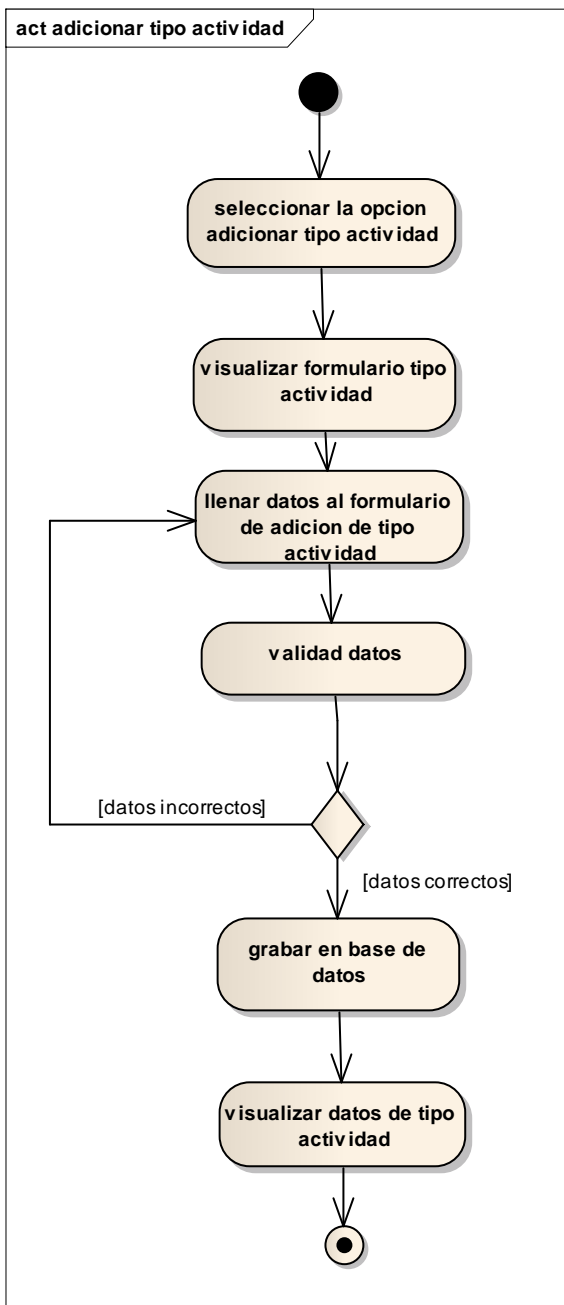 act adicionar tipo actividad
seleccionar la opcion
adicionar tipo actividad
visualizar formulario tipo
actividad
llenar datos al formulario
de adicion de tipo
actividad
validad datos
[datos incorrectos]
[datos correctos]
grabar en base de
datos
visualizar datos de tipo
actividad